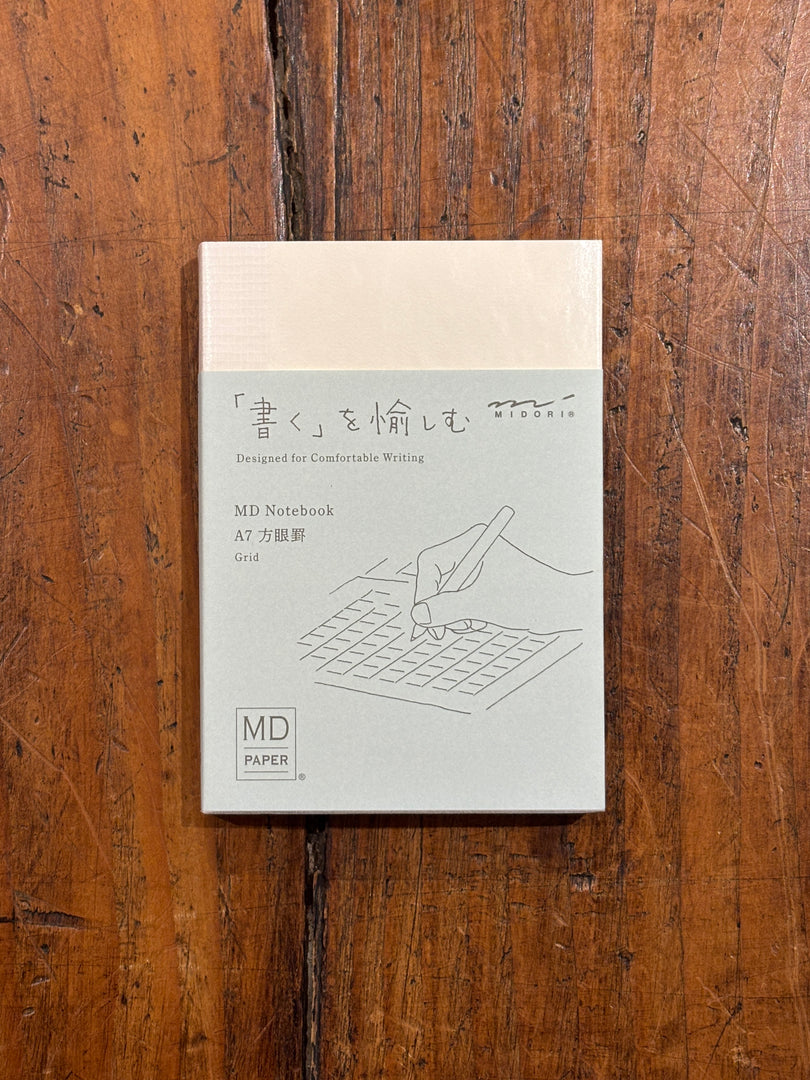 「書く」を愉しむ
MIDORI®
Designed for Comfortable Writing
MD Notebook
A7 方眼罫
Grid
MD
PAPER®